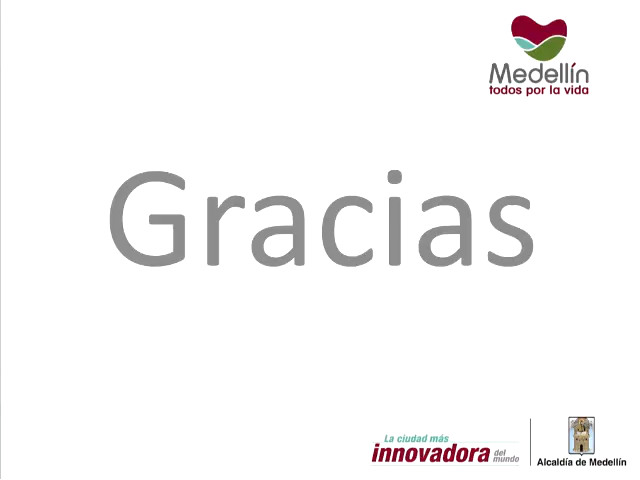 Medellín
todos por la vida
Gracias
La ciudad más
innovadora del mundo
Alcaldía de Medellín